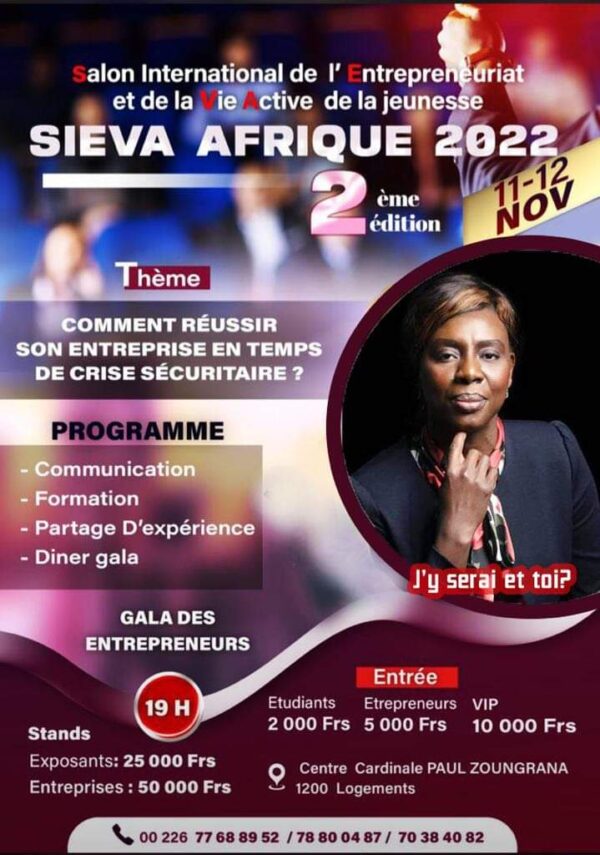 Salon International de l' Entrepreneuriat
et de la Vie Active de la jeunesse
SIEVA AFRIQUE 2022
2 ème
édition
11-12
NOV
Thème
COMMENT RÉUSSIR
SON ENTREPRISE EN TEMPS
DE CRISE SÉCURITAIRE ?
PROGRAMME
- Communication
- Formation
- Partage D'expérience
- Diner gala
J'y serai et toi?
GALA DES
ENTREPRENEURS
19 H
Stands
Exposants: 25 000 Frs
Entreprises : 50 000 Frs
Entrée
Etudiants Etrepreneurs VIP
2 000 Frs 5 000 Frs 10 000 Frs
Centre Cardinale PAUL ZOUNGRANA
1200 Logements
00 226 77 68 89 52 / 78 80 04 87 / 70 38 40 82